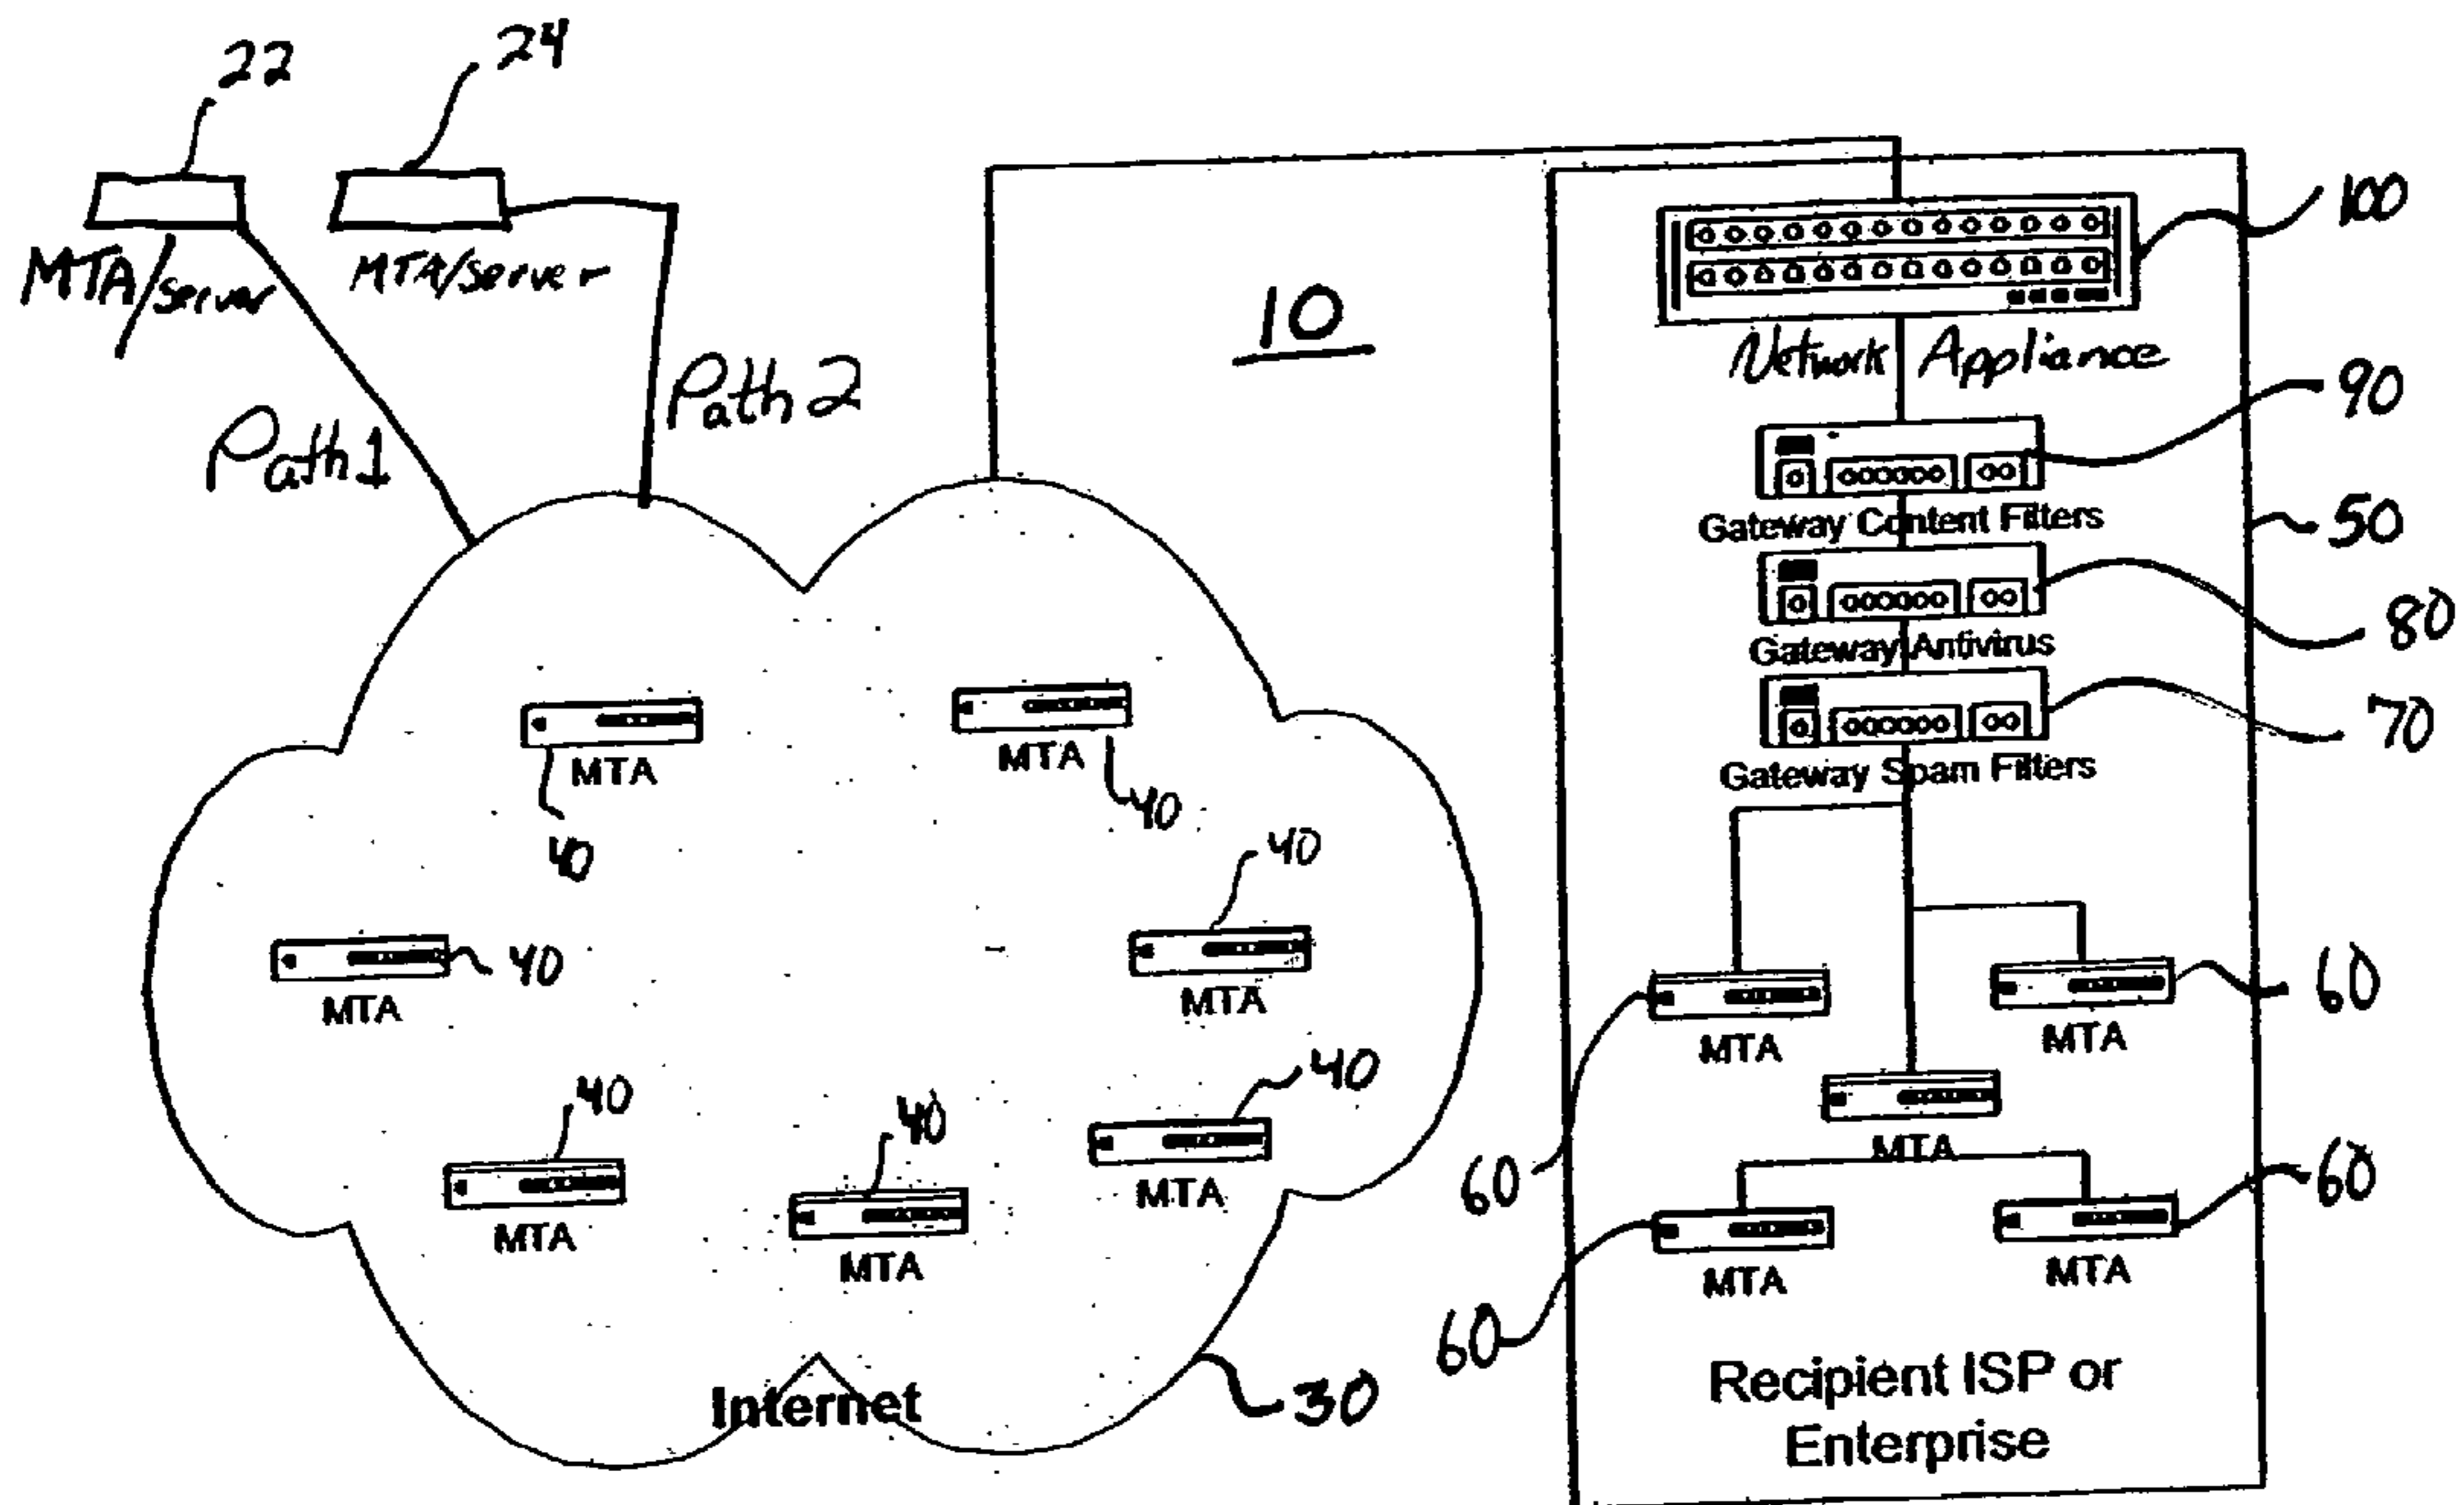 22
24
MTA/server
MTA/server
Path 1
Path 2
10
100
Network Appliance
90
Gateway Content Filters
50
Gateway Antivirus
80
70
Gateway Spam Filters
MTA
40
MTA
40
40
MTA
40
MTA
40
MTA
40
MTA
40
MTA
Internet
30
60
MTA
60
MTA
MTA
60
60
MTA
MTA
60
Recipient ISP or
Enterprise